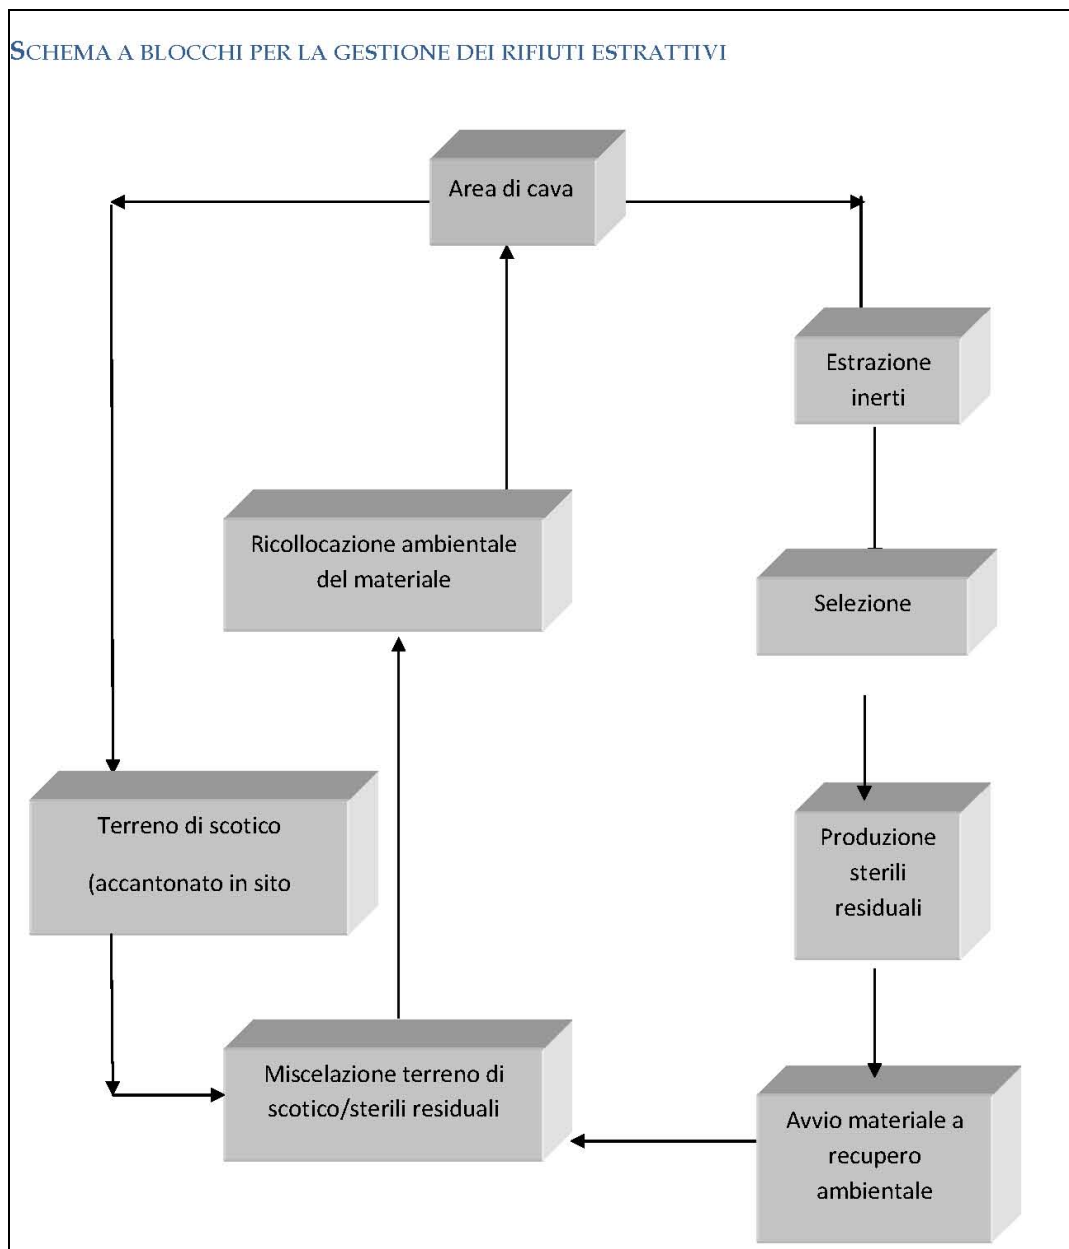 SCHEMA A BLOCCHI PER LA GESTIONE DEI RIFIUTI ESTRATTIVI
Area di cava
Estrazione
inerti
Ricollocazione ambientale
del materiale
Selezione
Terreno di scotico
(accantonato in sito
Produzione
sterili
residuali
Miscelazione terreno di
scotico/sterili residuali
Avvio materiale a
recupero
ambientale